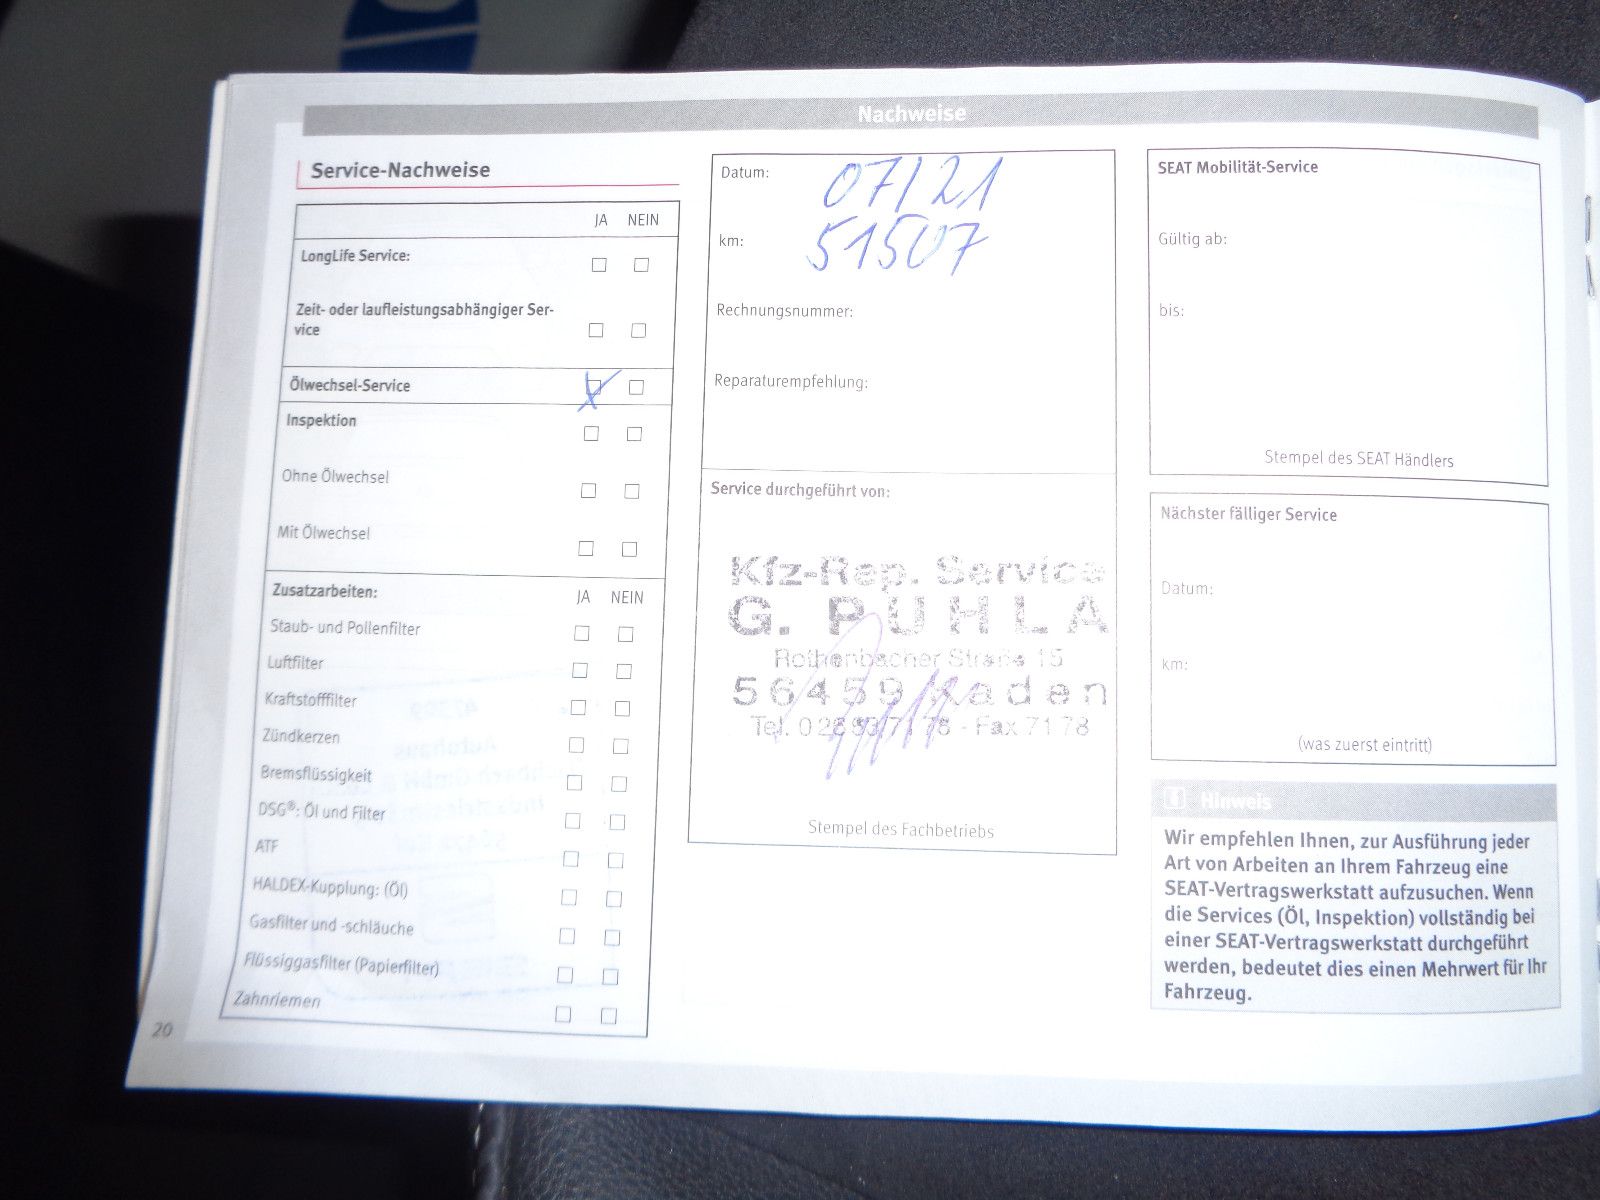 Nachweise
Service-Nachweise
JA NEIN
LongLife Service:
Zeit- oder laufleistungsabhängiger Ser-
vice
Ölwechsel-Service
Inspektion
Ohne Ölwechsel
Mit Ölwechsel
Zusatzarbeiten: JA NEIN
Staub- und Pollenfilter
Luftfilter
Kraftstofffilter
Zündkerzen
Bremsflüssigkeit
DSG®: Öl und Filter
ATF
HALDEX-Kupplung: (Öl)
Gasfilter und -schläuche
Flüssiggasfilter (Papierfilter)
Zahnriemen
20
Datum: 07/21
km: 51507
Rechnungsnummer:
Reparaturempfehlung:
Service durchgeführt von:
Kfz-Rep. Service
G. PUHLA
Rothenbacher Straße 15
56459 Kaden
Tel. - Fax 7178
Stempel des Fachbetriebs
SEAT Mobilität-Service
Gültig ab:
bis:
Stempel des SEAT Händlers
Nächster fälliger Service
Datum:
km:
(was zuerst eintritt)
Hinweis
Wir empfehlen Ihnen, zur Ausführung jeder
Art von Arbeiten an Ihrem Fahrzeug eine
SEAT-Vertragswerkstatt aufzusuchen. Wenn
die Services (Öl, Inspektion) vollständig bei
einer SEAT-Vertragswerkstatt durchgeführt
werden, bedeutet dies einen Mehrwert für Ihr
Fahrzeug.